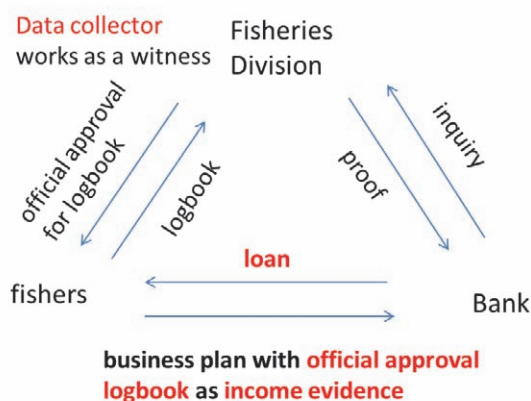 Data collector
works as a witness
Fisheries
Division
official approval
for logbook
logbook
proof
inquiry
loan
fishers
Bank
business plan with official approval
logbook as income evidence